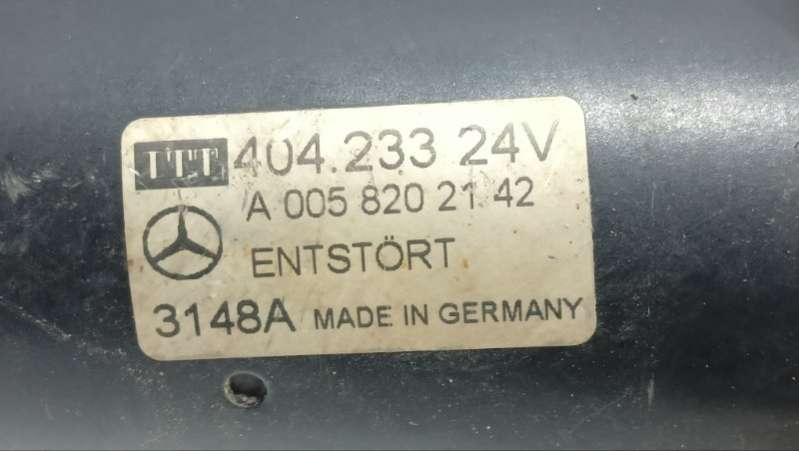 ITT 404.233 24V
A 005 820 21 42
ENTSTÖRT
3148A MADE IN GERMANY